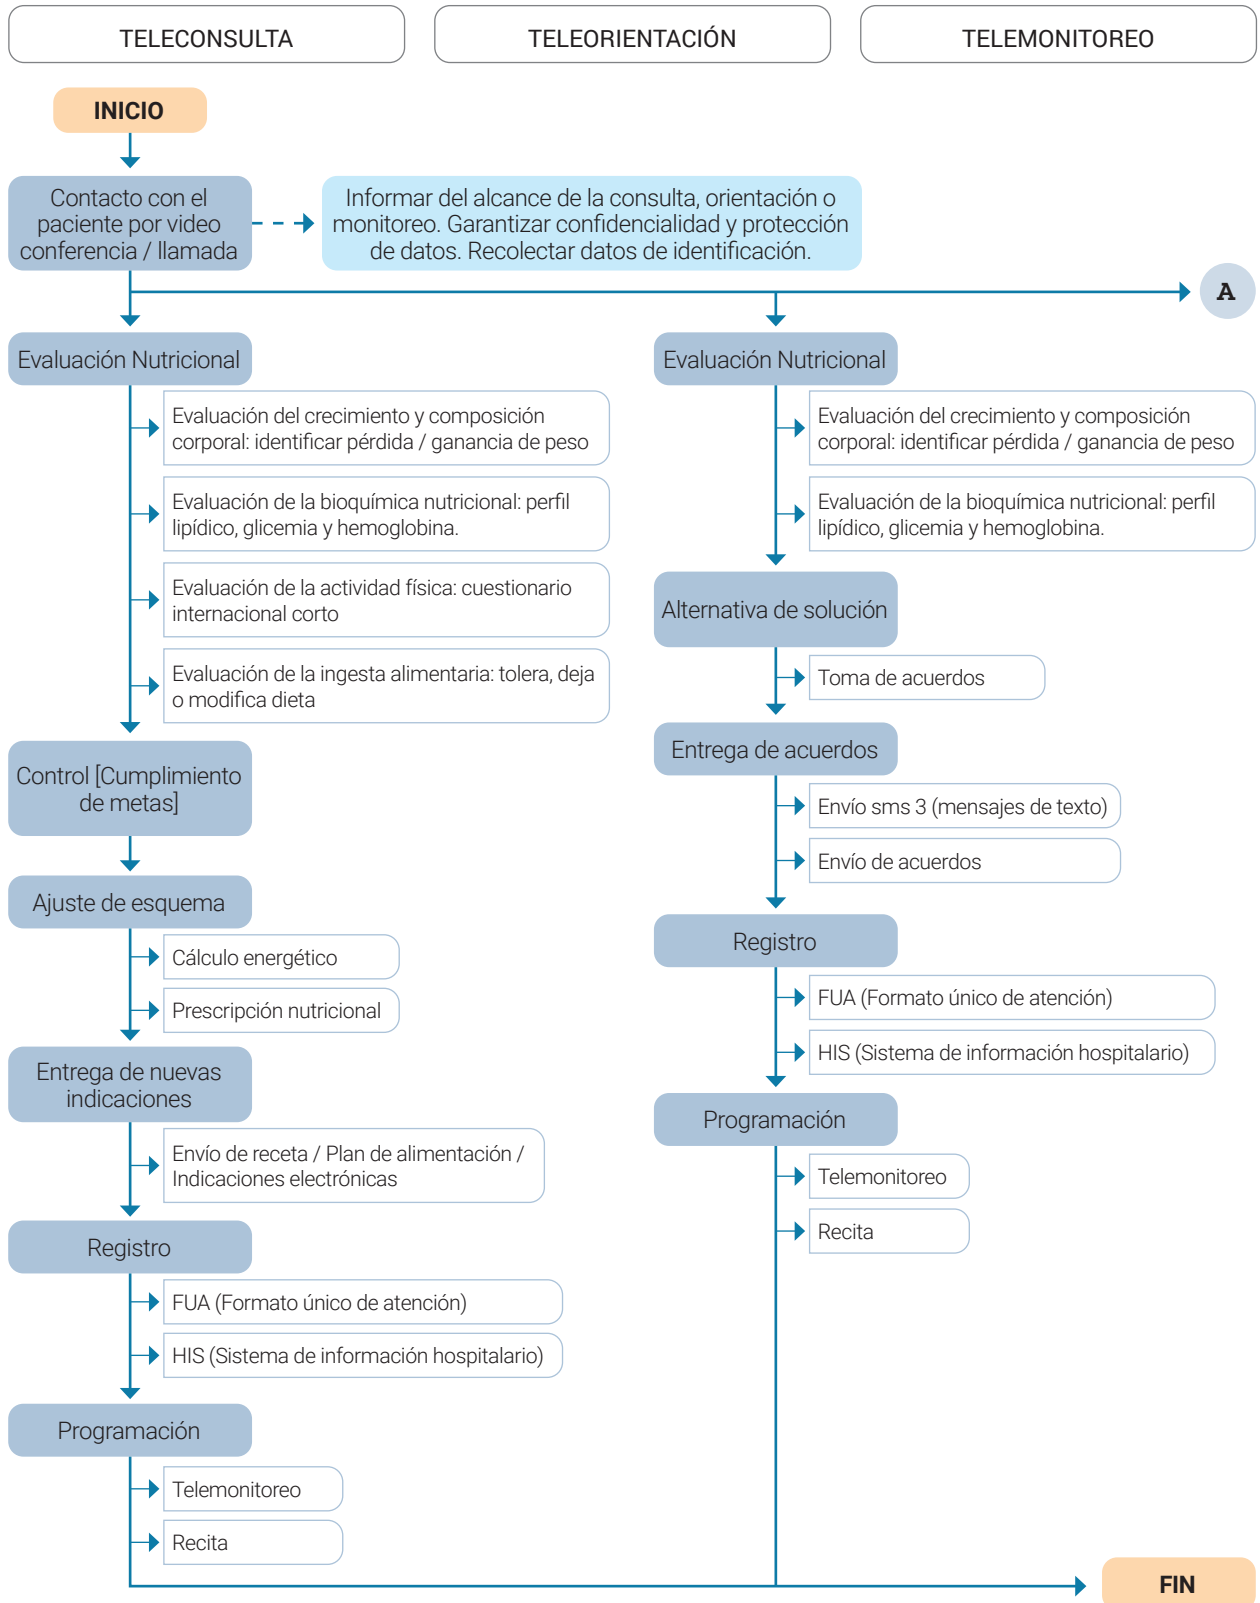 TELECONSULTA
TELEORIENTACIÓN
TELEMONITOREO
INICIO
Contacto con el
paciente por video
conferencia / llamada
Informar del alcance de la consulta, orientación o
monitoreo. Garantizar confidencialidad y protección
de datos. Recolectar datos de identificación.
A
Evaluación Nutricional
Evaluación del crecimiento y composición
corporal: identificar pérdida / ganancia de peso
Evaluación de la bioquímica nutricional: perfil
lipídico, glicemia y hemoglobina.
Evaluación de la actividad física: cuestionario
internacional corto
Evaluación de la ingesta alimentaria: tolera, deja
o modifica dieta
Control [Cumplimiento
de metas]
Ajuste de esquema
Cálculo energético
Prescripción nutricional
Entrega de nuevas
indicaciones
Envío de receta / Plan de alimentación /
Indicaciones electrónicas
Registro
FUA (Formato único de atención)
HIS (Sistema de información hospitalario)
Programación
Telemonitoreo
Recita
Evaluación Nutricional
Evaluación del crecimiento y composición
corporal: identificar pérdida / ganancia de peso
Evaluación de la bioquímica nutricional: perfil
lipídico, glicemia y hemoglobina.
Alternativa de solución
Toma de acuerdos
Entrega de acuerdos
Envío sms 3 (mensajes de texto)
Envío de acuerdos
Registro
FUA (Formato único de atención)
HIS (Sistema de información hospitalario)
Programación
Telemonitoreo
Recita
FIN